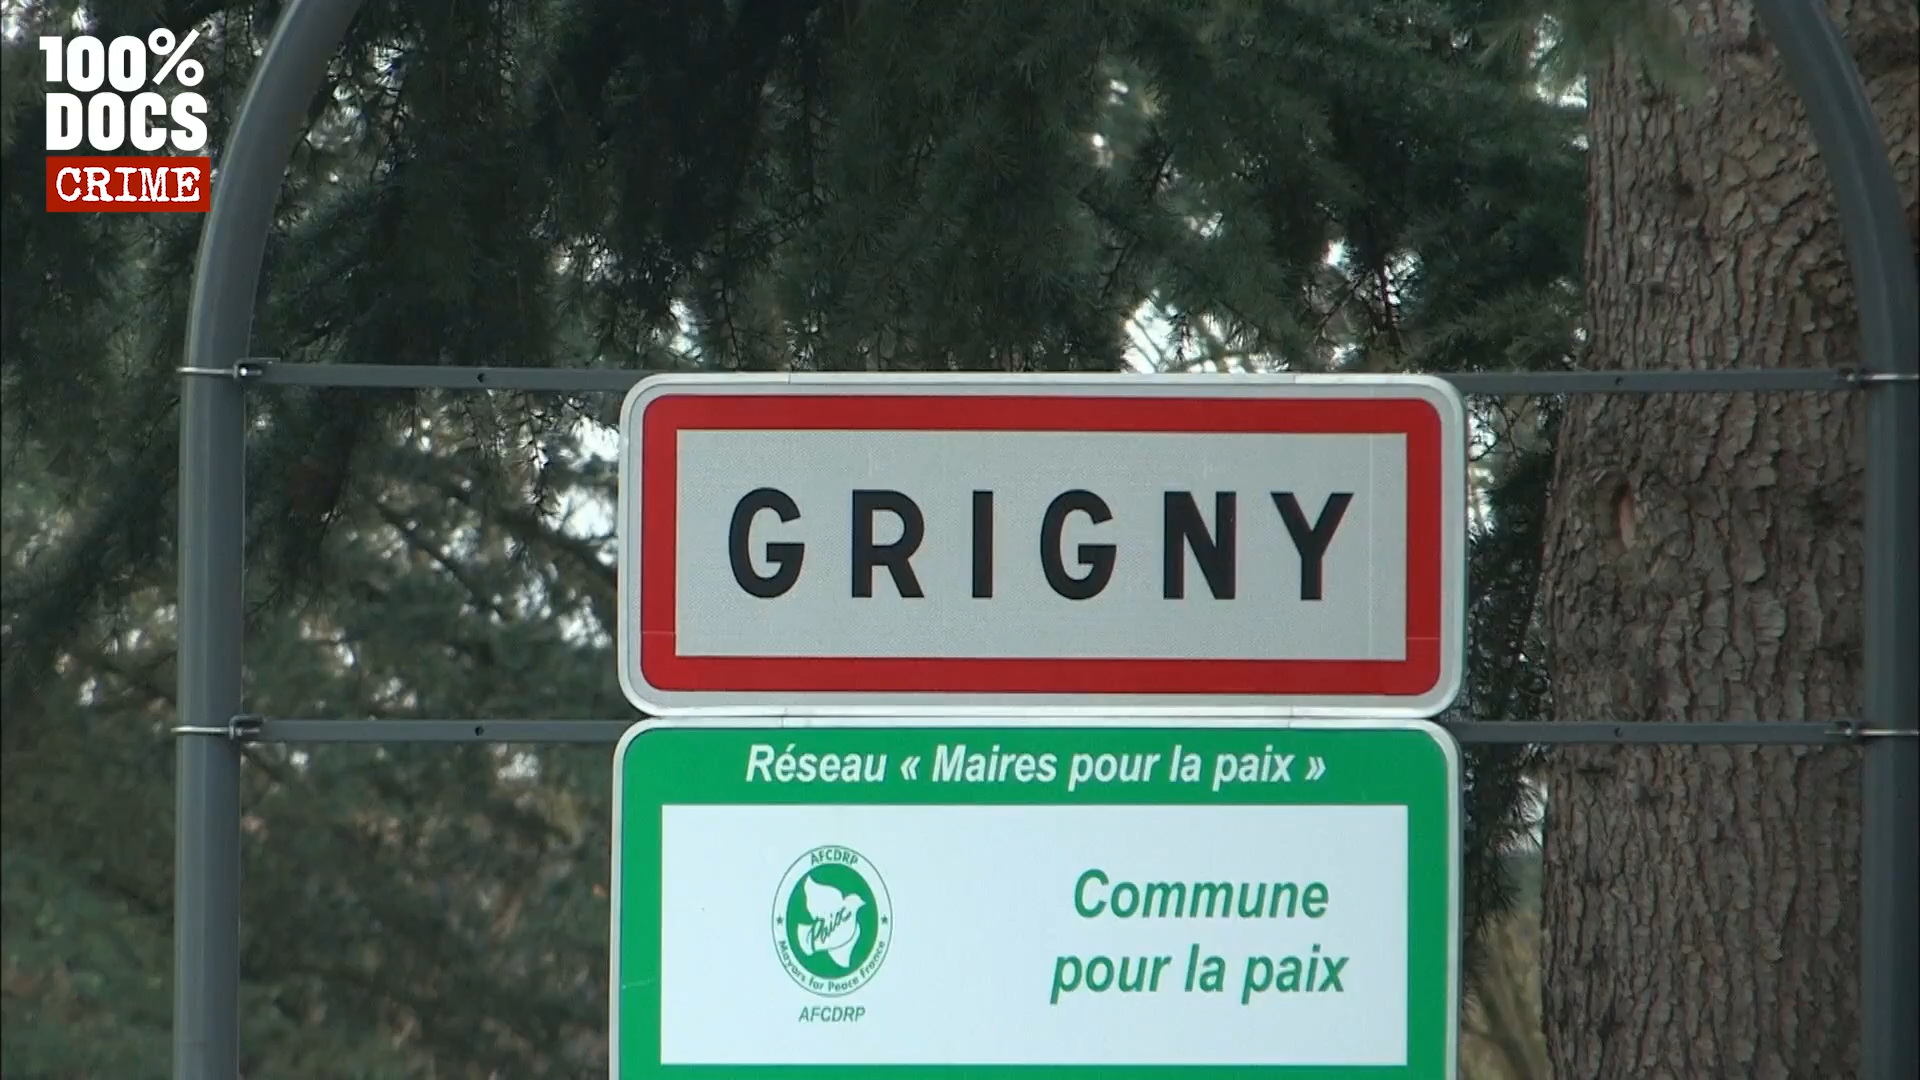 100%
DOCS
CRIME
GRIGNY
Réseau « Maires pour la paix »
AFCDRP
Paix
Mayors for Peace France
AFCDRP
Commune
pour la paix